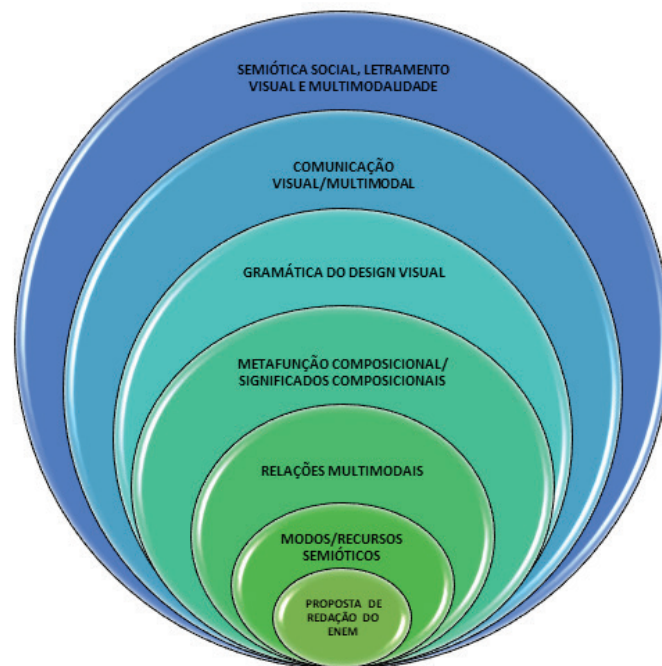 SEMIÓTICA SOCIAL, LETRAMENTO
VISUAL E MULTIMODALIDADE
COMUNICAÇÃO
VISUAL/MULTIMODAL
GRAMÁTICA DO DESIGN VISUAL
METAFUNÇÃO COMPOSICIONAL/
SIGNIFICADOS COMPOSICIONAIS
RELAÇÕES MULTIMODAIS
MODOS/RECURSOS
SEMIÓTICOS
PROPOSTA DE
REDAÇÃO DO
ENEM